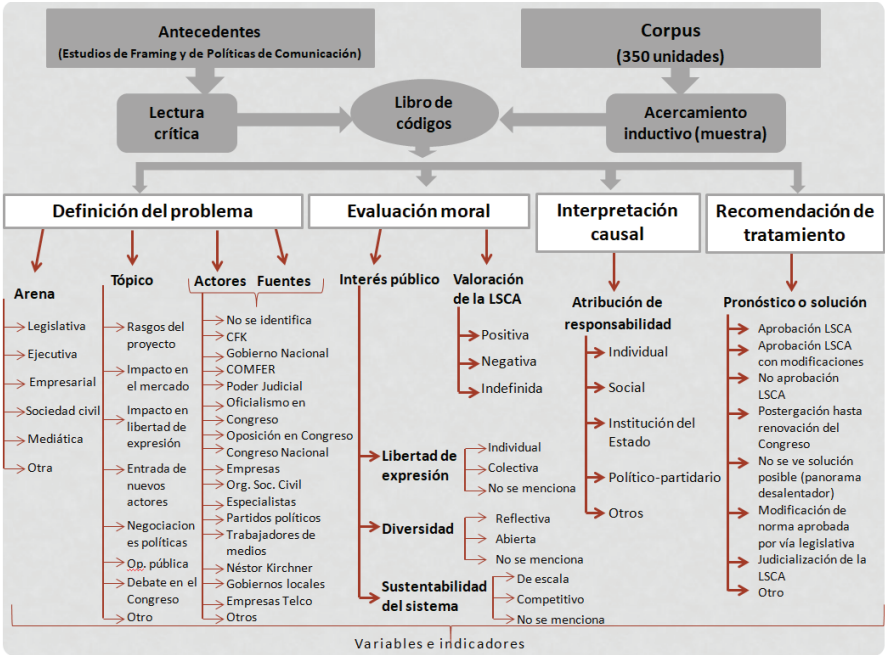 Antecedentes
(Estudios de Framing y de Políticas de Comunicación)
Corpus
(350 unidades)
Lectura
crítica
Libro de
códigos
Acercamiento
inductivo (muestra)
Definición del problema
Evaluación moral
Interpretación
causal
Recomendación de
tratamiento
Arena
Legislativa
Ejecutiva
Empresarial
Sociedad civil
Mediática
Otra
Tópico
Rasgos del
proyecto
Impacto en
el mercado
Impacto en
libertad de
expresión
Entrada de
nuevos
actores
Negociacion
es políticas
Op. pública
Debate en el
Congreso
Otro
Actores Fuentes
No se identifica
CFK
Gobierno Nacional
COMFER
Poder Judicial
Oficialismo en
Congreso
Oposición en Congreso
Congreso Nacional
Empresas
Org. Soc. Civil
Especialistas
Partidos políticos
Trabajadores de
medios
Néstor Kirchner
Gobiernos locales
Empresas Telco
Otros
Interés público
Libertad de
expresión
Individual
Colectiva
No se menciona
Diversidad
Reflectiva
Abierta
No se menciona
Sustentabilidad
del sistema
De escala
Competitivo
No se menciona
Valoración
de la LSCA
Positiva
Negativa
Indefinida
Atribución de
responsabilidad
Individual
Social
Institución del
Estado
Político-partidario
Otros
Pronóstico o solución
Aprobación LSCA
Aprobación LSCA
con modificaciones
No aprobación
LSCA
Postergación hasta
renovación del
Congreso
No se ve solución
posible (panorama
desalentador)
Modificación de
norma aprobada
por vía legislativa
Judicialización de la
LSCA
Otro
Variables e indicadores